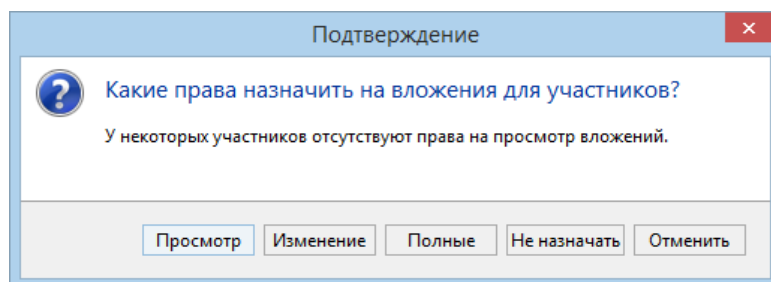 Подтверждение
Какие права назначить на вложения для участников?
У некоторых участников отсутствуют права на просмотр вложений.
Просмотр Изменение Полные Не назначать Отменить